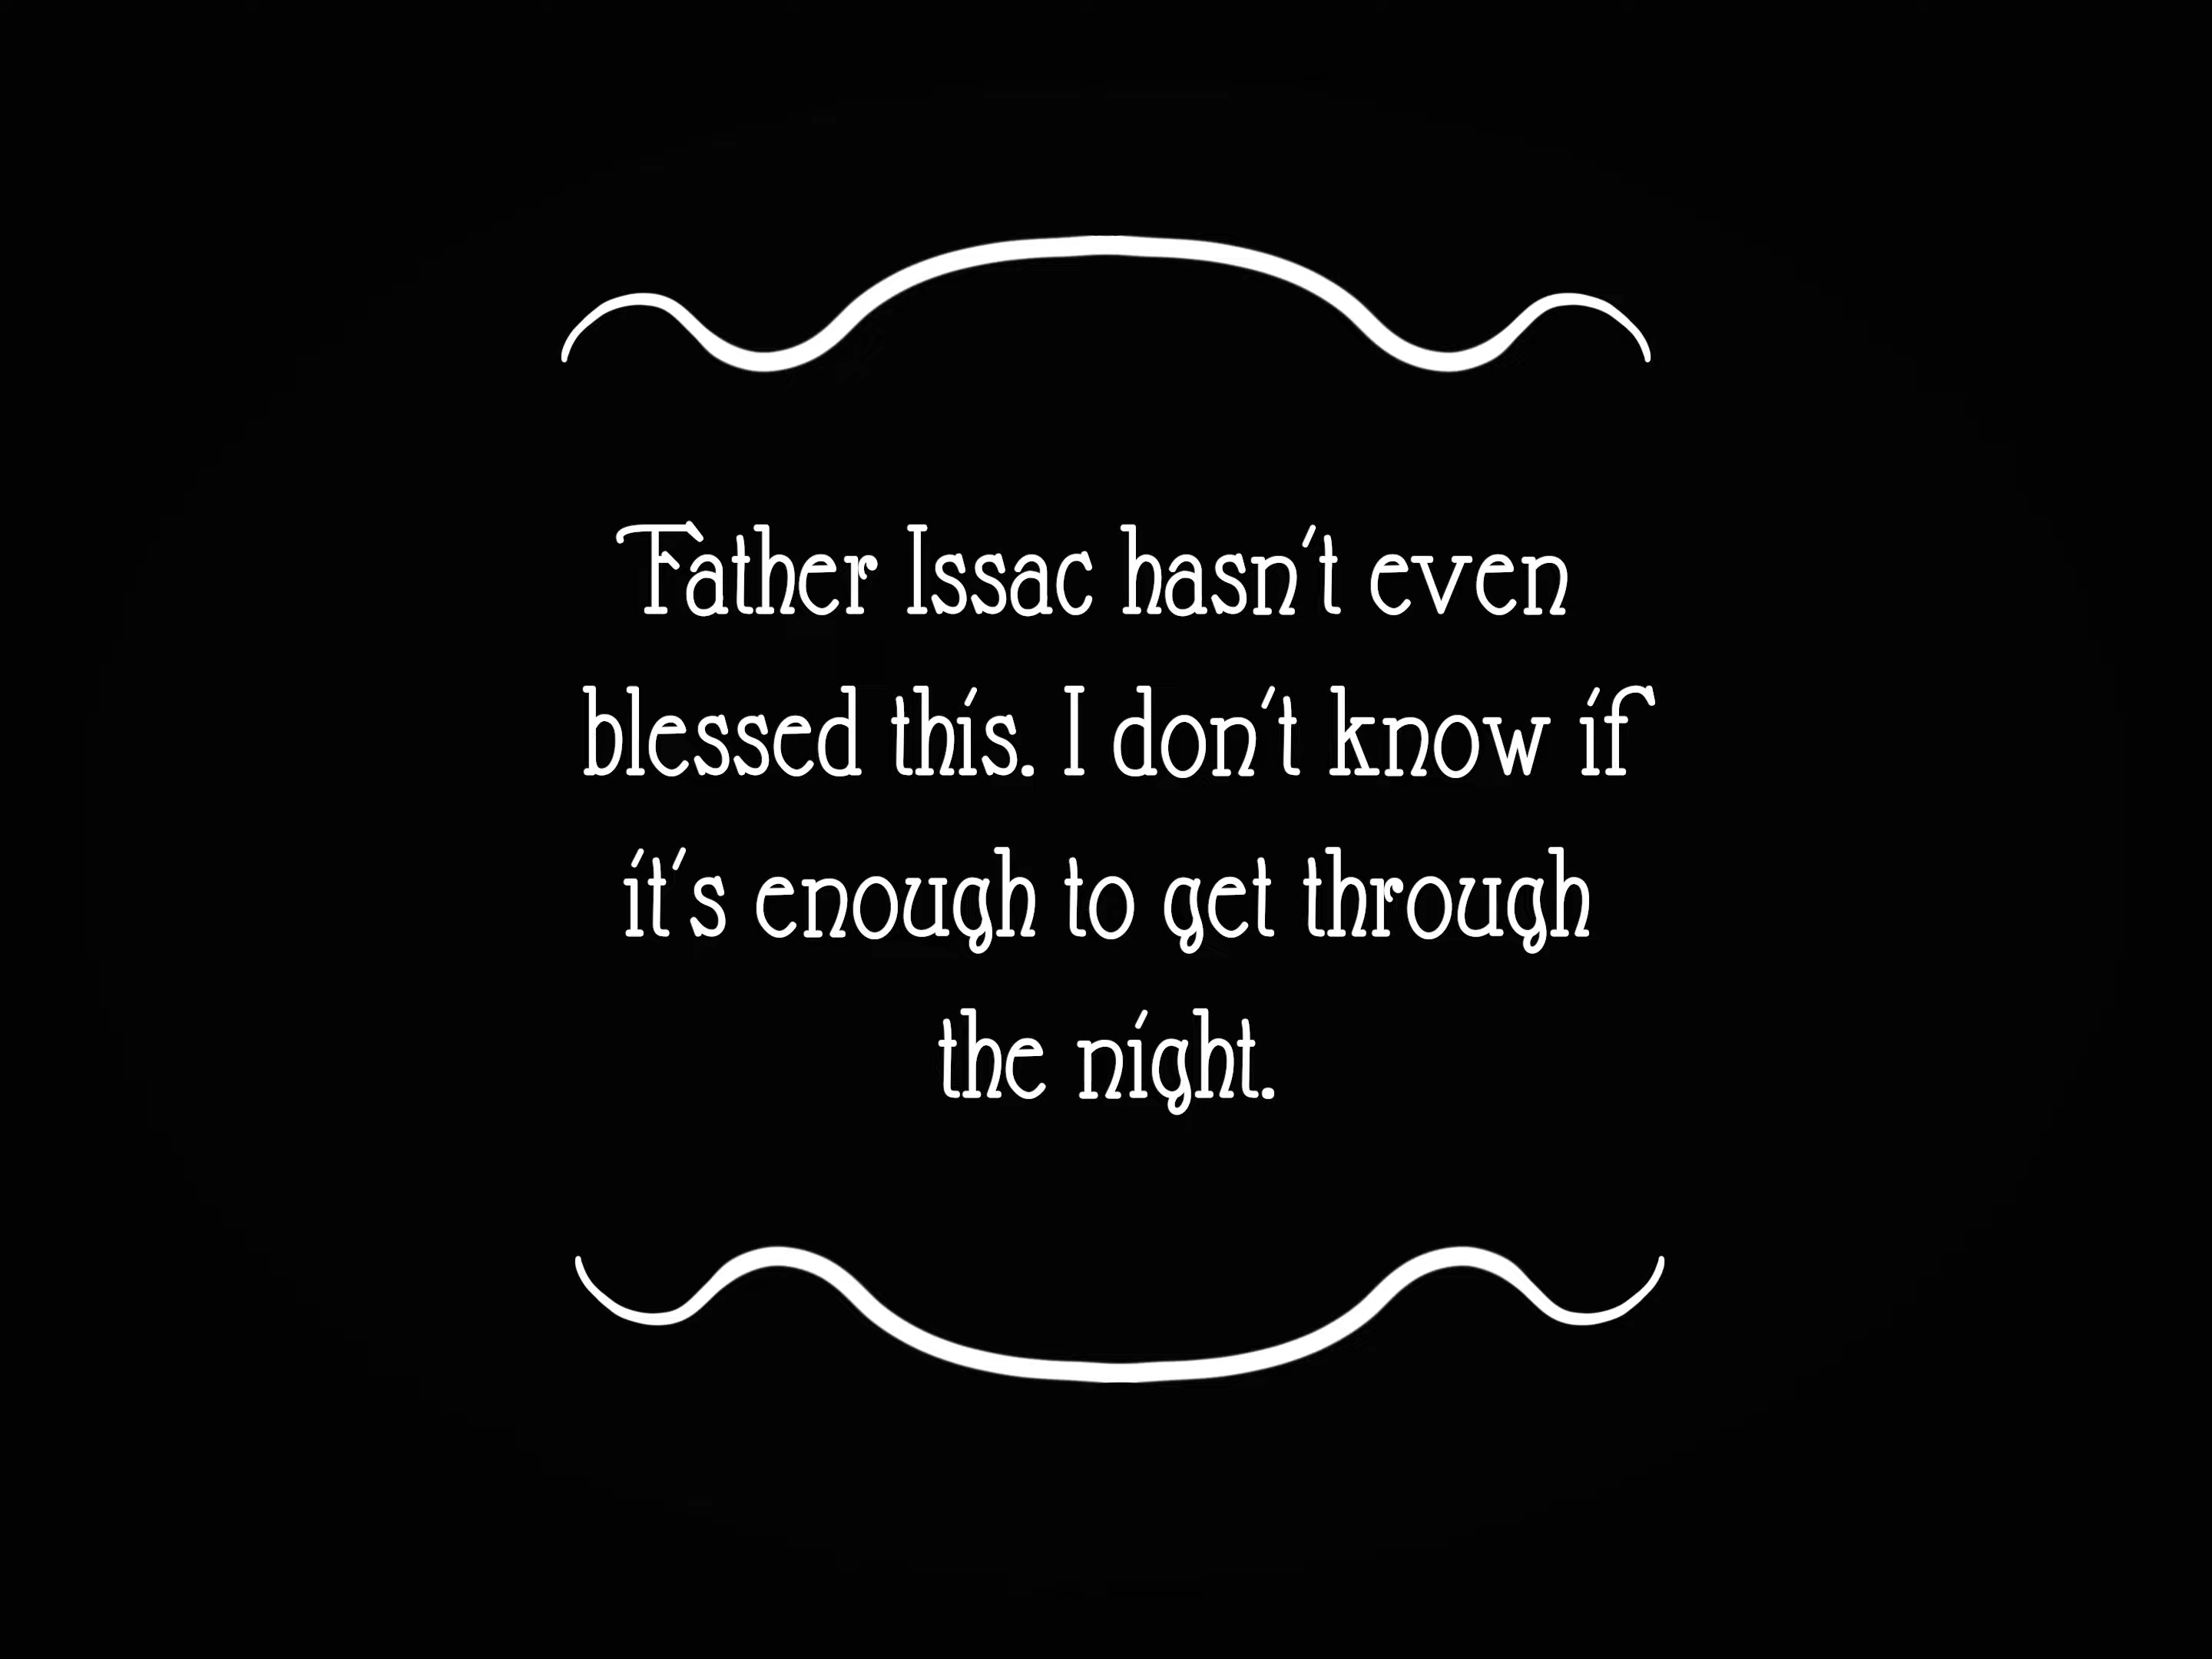 Father Issac hasn't even
blessed this. I don't know if
it's enough to get through
the night.